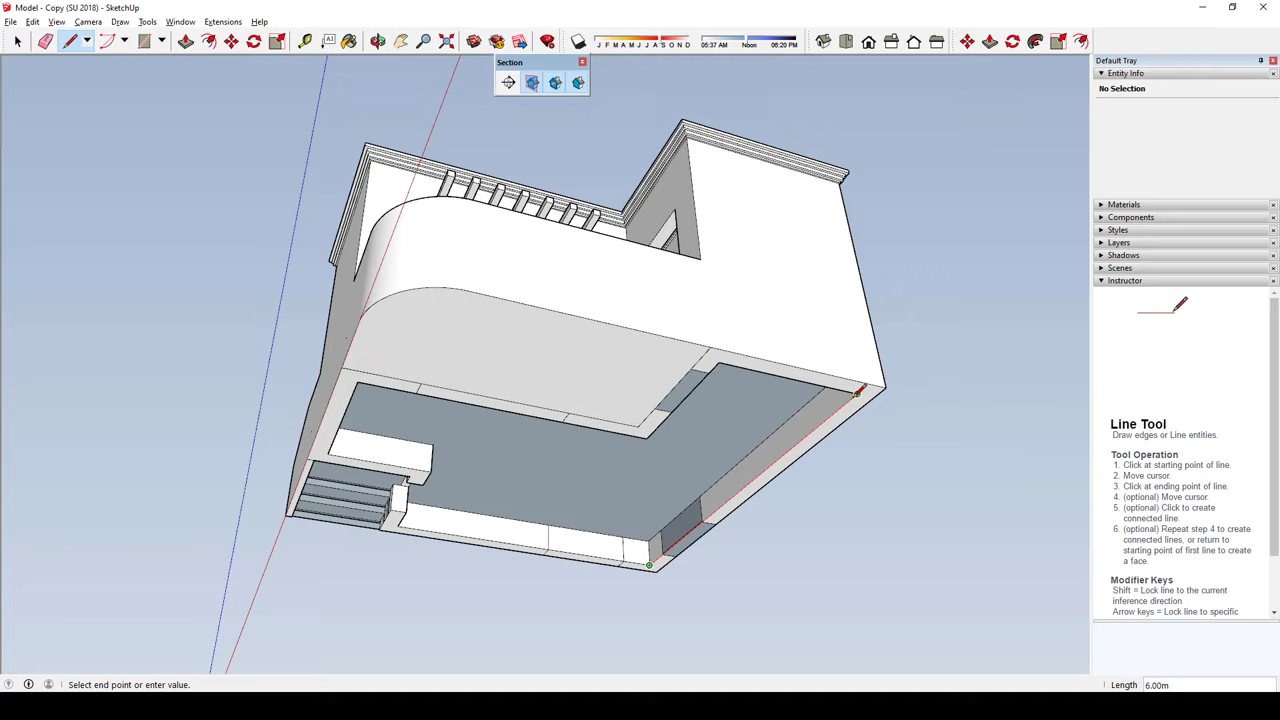 Model - Copy (SU 2018) - SketchUp
File Edit View Camera Draw Tools Window Extensions Help
J F M A M J J A S O N D
05:37 AM Noon 06:20 PM
Section
Default Tray
Entity Info
No Selection
Materials
Components
Styles
Layers
Shadows
Scenes
Instructor
Line Tool
Draw edges or Line entities.
Tool Operation
1. Click at starting point of line.
2. Move cursor.
3. Click at ending point of line.
4. (optional) Move cursor.
5. (optional) Click to create
connected line.
6. (optional) Repeat step 4 to create
connected lines, or return to
starting point of first line to create
a face.
Modifier Keys
Shift = Lock line to the current
inference direction
Arrow keys = Lock line to specific
Select end point or enter value.
Length 6.00m